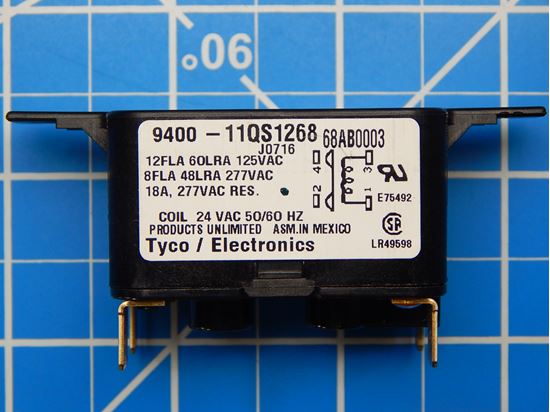 .06
9400 -11QS1268 68AB0003
J0716
12FLA 60LRA 125VAC
8FLA 48LRA 277VAC
18A, 277VAC RES.
4 3
2 1
E75492
COIL 24 VAC 50/60 HZ
PRODUCTS UNLIMITED ASM.IN MEXICO
Tyco / Electronics
LR49598